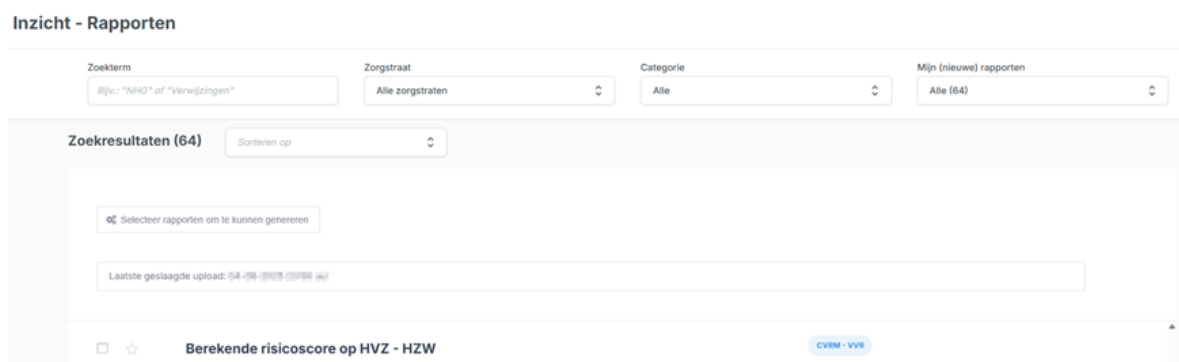 Inzicht - Rapporten
Zoekterm Zorgstraat Categorie Mijn (nieuwe) rapporten
Bijv.: "NHG" of "Verwijzingen" Alle zorgstraten Alle Alle (64)
Zoekresultaten (64) Sorteren op
Selecteer rapporten om te kunnen genereren
Laatste geslaagde upload:
Berekende risicoscore op HVZ - HZW CVRM - VVR